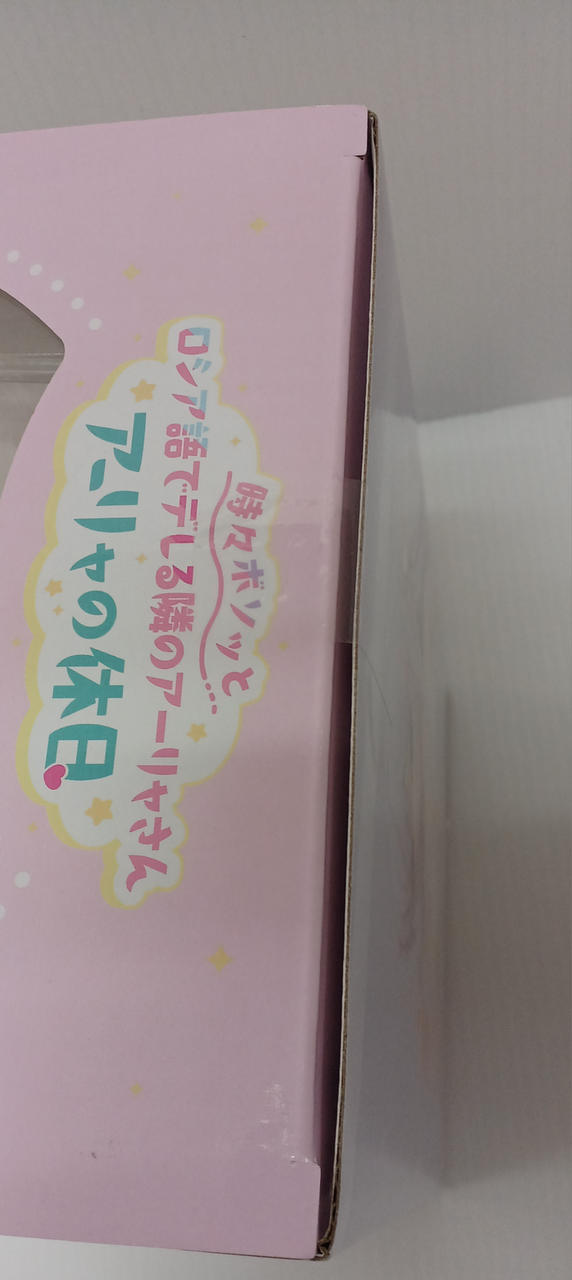 時々ボソッと
ロシア語でデレる隣のアーリャさん
アーリャの休日